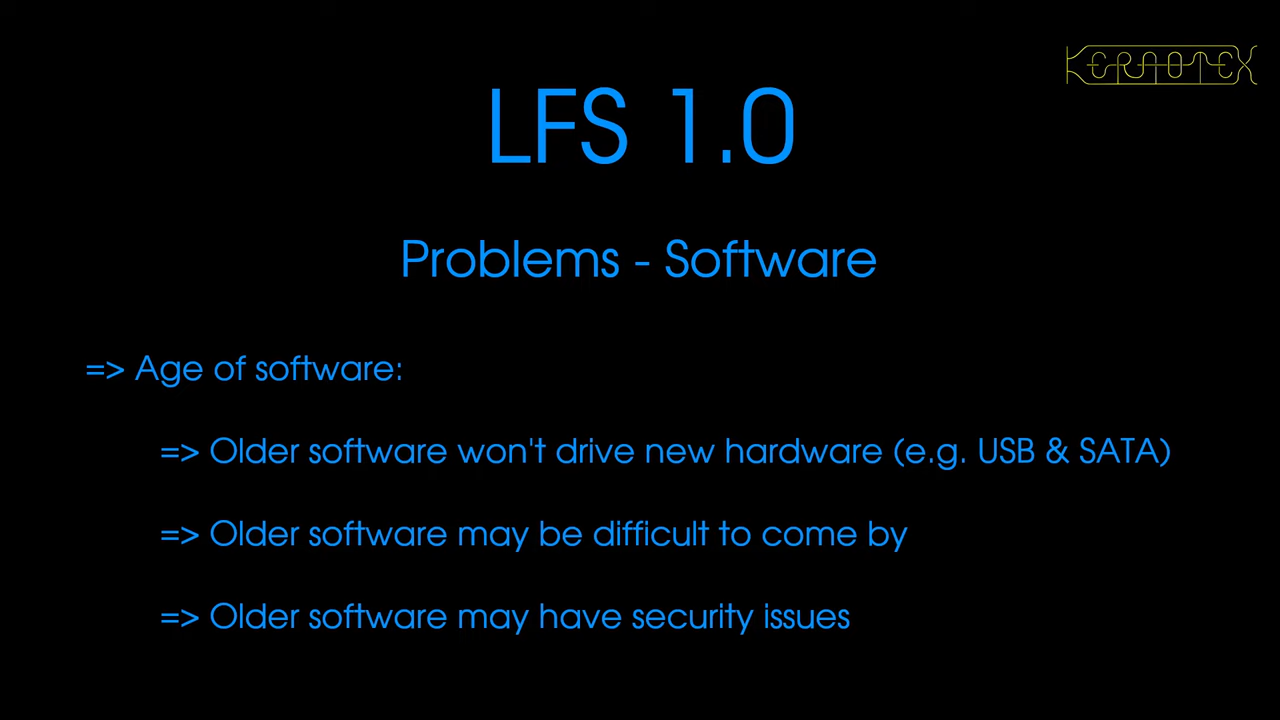 KERNOTEX
LFS 1.0
Problems - Software
=> Age of software:
=> Older software won't drive new hardware (e.g. USB & SATA)
=> Older software may be difficult to come by
=> Older software may have security issues